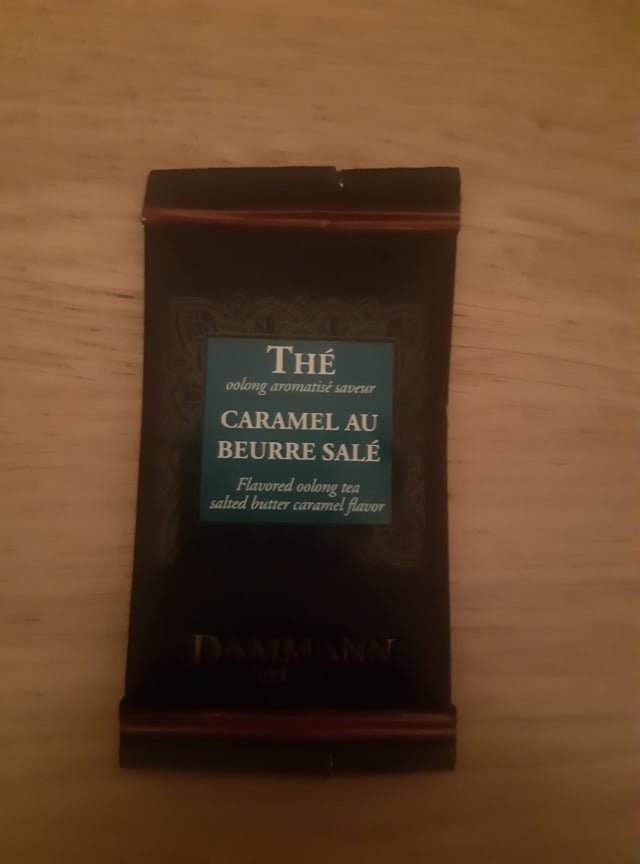 THÉ
oolong aromatisé saveur
CARAMEL AU
BEURRE SALÉ
Flavored oolong tea
salted butter caramel flavor
DAMMANN